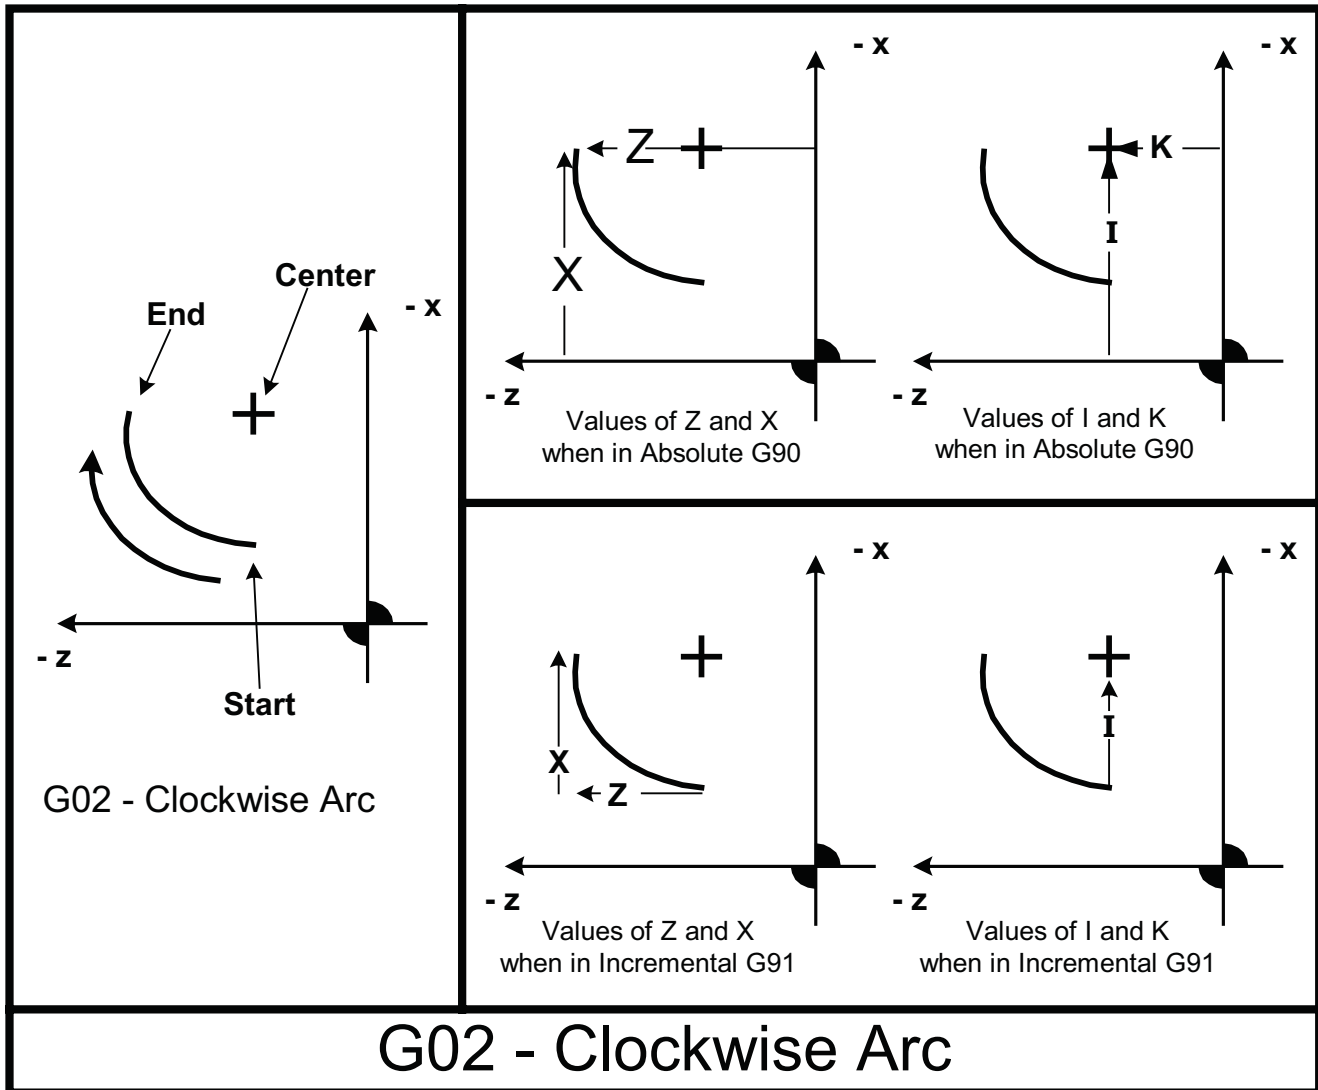 Center
End
- x
- z
Start
G02 - Clockwise Arc
- x
Z
X
- z
Values of Z and X
when in Absolute G90
- x
K
I
- z
Values of I and K
when in Absolute G90
- x
X
Z
- z
Values of Z and X
when in Incremental G91
- x
I
- z
Values of I and K
when in Incremental G91
G02 - Clockwise Arc